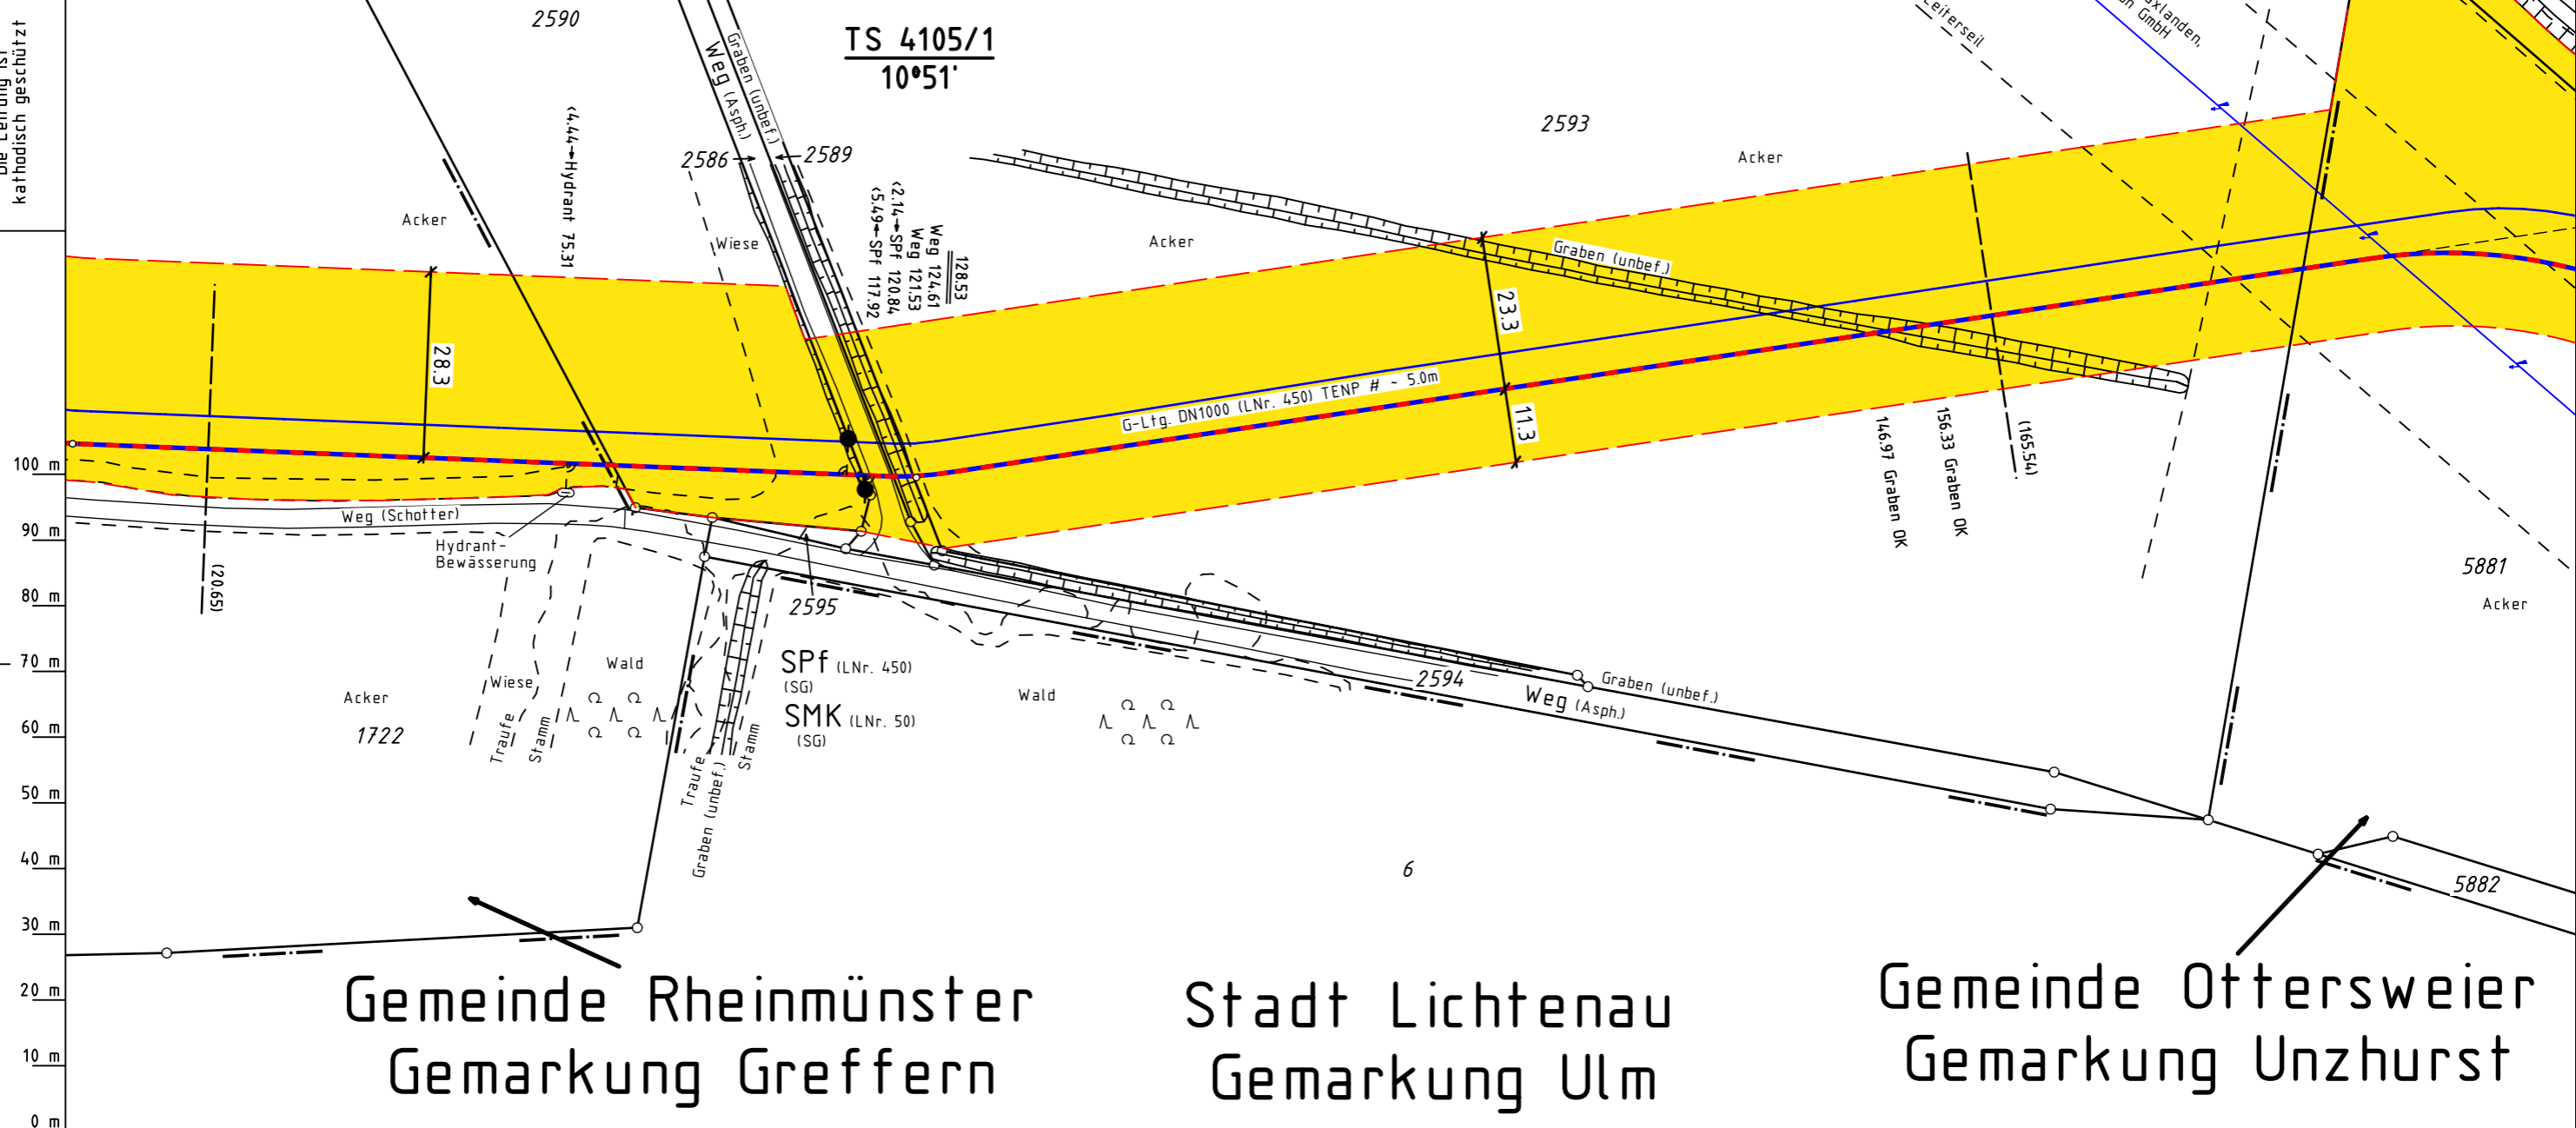 katholisch geschützt
2590
TS 4105/1
10°51'
Weg (Asph.)
Graben (unbef.)
2586
2589
<4.44 Hydrant 75.31
Acker
Wiese
<5.49 SPf 117.92
<2.14 SPf 120.84
Weg 121.53
Weg 124.61
128.53
Acker
2593
Acker
Leiterseil
GmbH
Graben (unbef.)
28.3
23.3
11.3
G-Ltg. DN1000 (LNr. 450) TENP # ~ 5.0m
146.97 Graben OK
156.33 Graben OK
(165.54)
(20.65)
100 m
90 m
80 m
70 m
60 m
50 m
40 m
30 m
20 m
10 m
0 m
Weg (Schotter)
Hydrant-
Bewässerung
2595
5881
Acker
Acker
1722
Wiese
Traufe
Stamm
Wald
Traufe
Graben (unbef.)
Stamm
SPf (LNr. 450)
(SG)
SMK (LNr. 50)
(SG)
Wald
2594
Weg (Asph.)
Graben (unbef.)
6
5882
Gemeinde Rheinmünster
Gemarkung Greffern
Stadt Lichtenau
Gemarkung Ulm
Gemeinde Ottersweier
Gemarkung Unzhurst